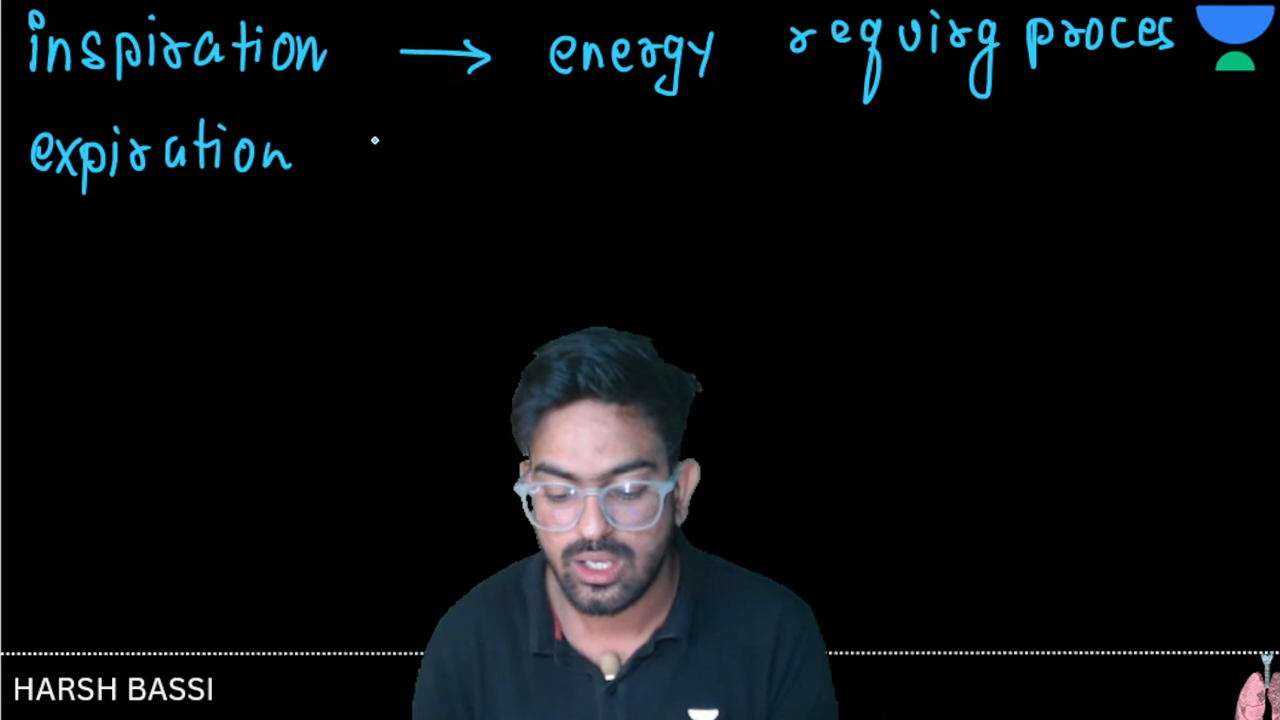 inspiration → energy requirg proces
expiration
HARSH BASSI